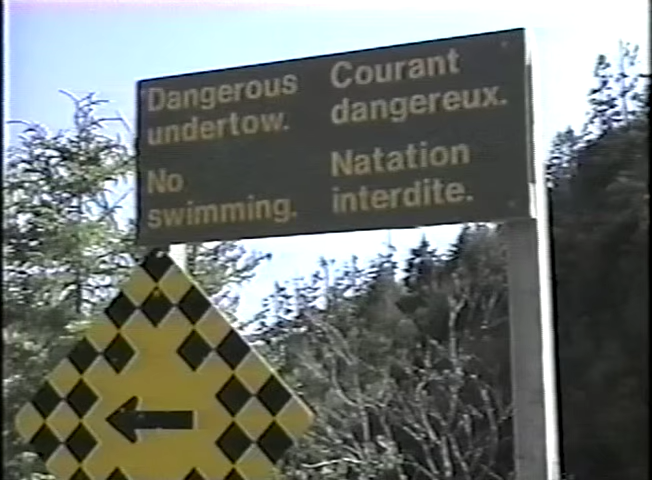 Dangerous
undertow.
No
swimming.
Courant
dangereux.
Natation
interdite.